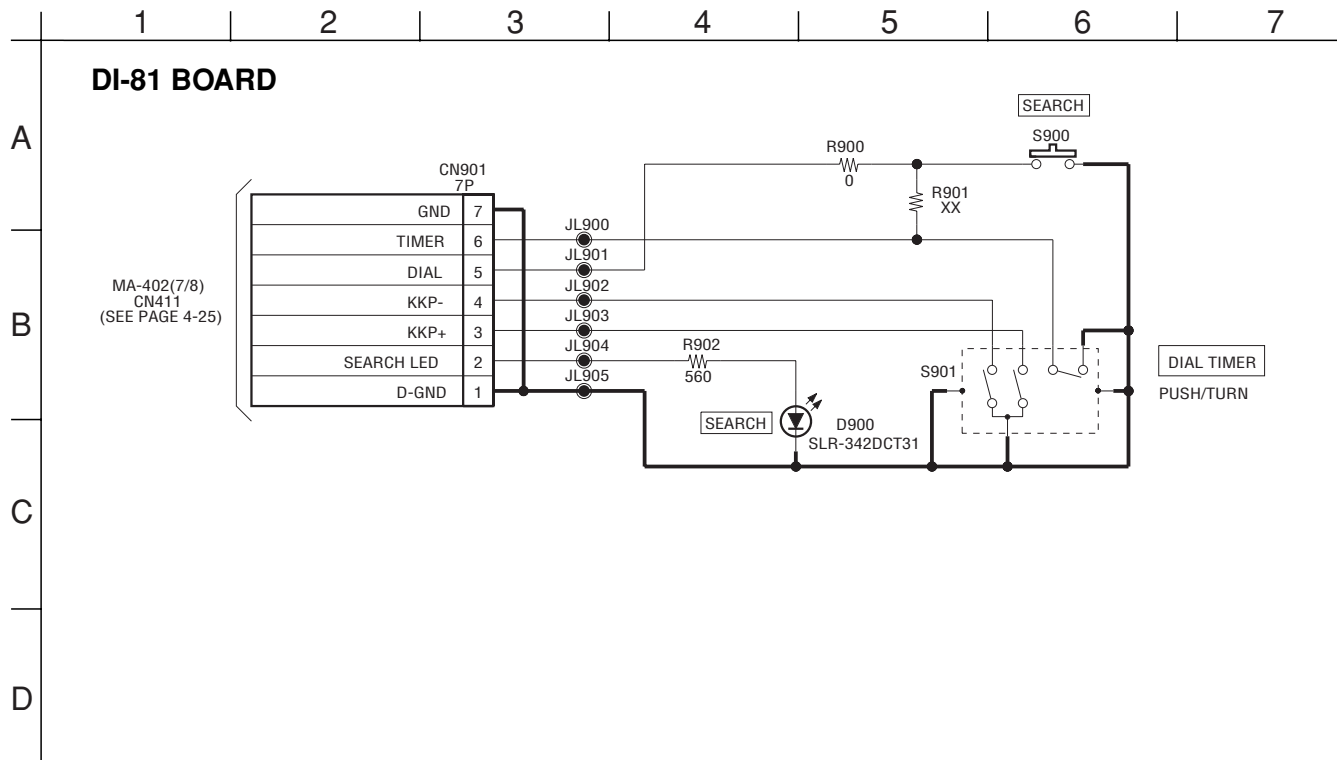 1 2 3 4 5 6 7
DI-81 BOARD
A
B
C
D
SEARCH
S900
R900
0
R901
XX
CN901
7P
GND 7
TIMER 6
DIAL 5
KKP- 4
KKP+ 3
SEARCH LED 2
D-GND 1
MA-402(7/8)
CN411
(SEE PAGE 4-25)
JL900
JL901
JL902
JL903
JL904
JL905
R902
560
SEARCH
D900
SLR-342DCT31
S901
DIAL TIMER
PUSH/TURN